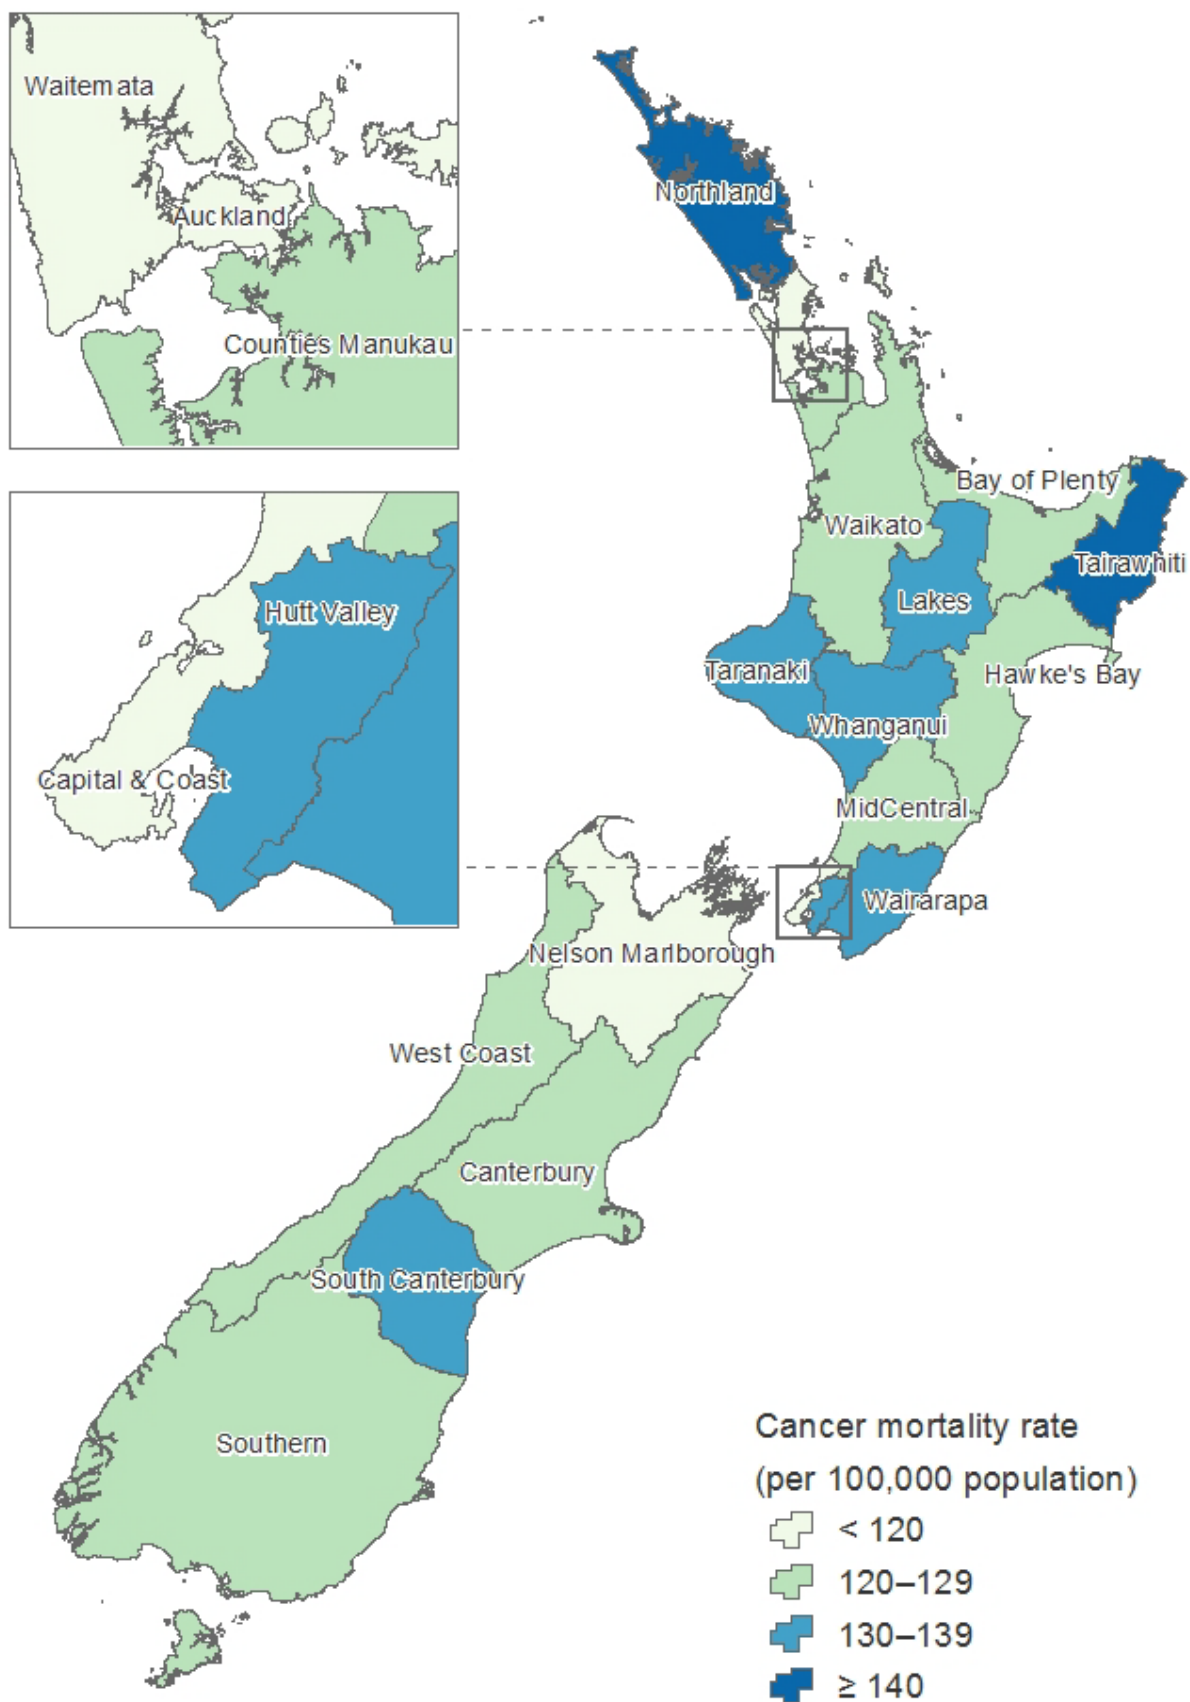 Waitemata
Auckland
Counties Manukau
Northland
Bay of Plenty
Waikato
Tairawhiti
Lakes
Hutt Valley
Taranaki
Hawke's Bay
Whanganui
Capital & Coast
MidCentral
Wairarapa
Nelson Marlborough
West Coast
Canterbury
South Canterbury
Southern
Cancer mortality rate
(per 100,000 population)
< 120
120–129
130–139
≥ 140